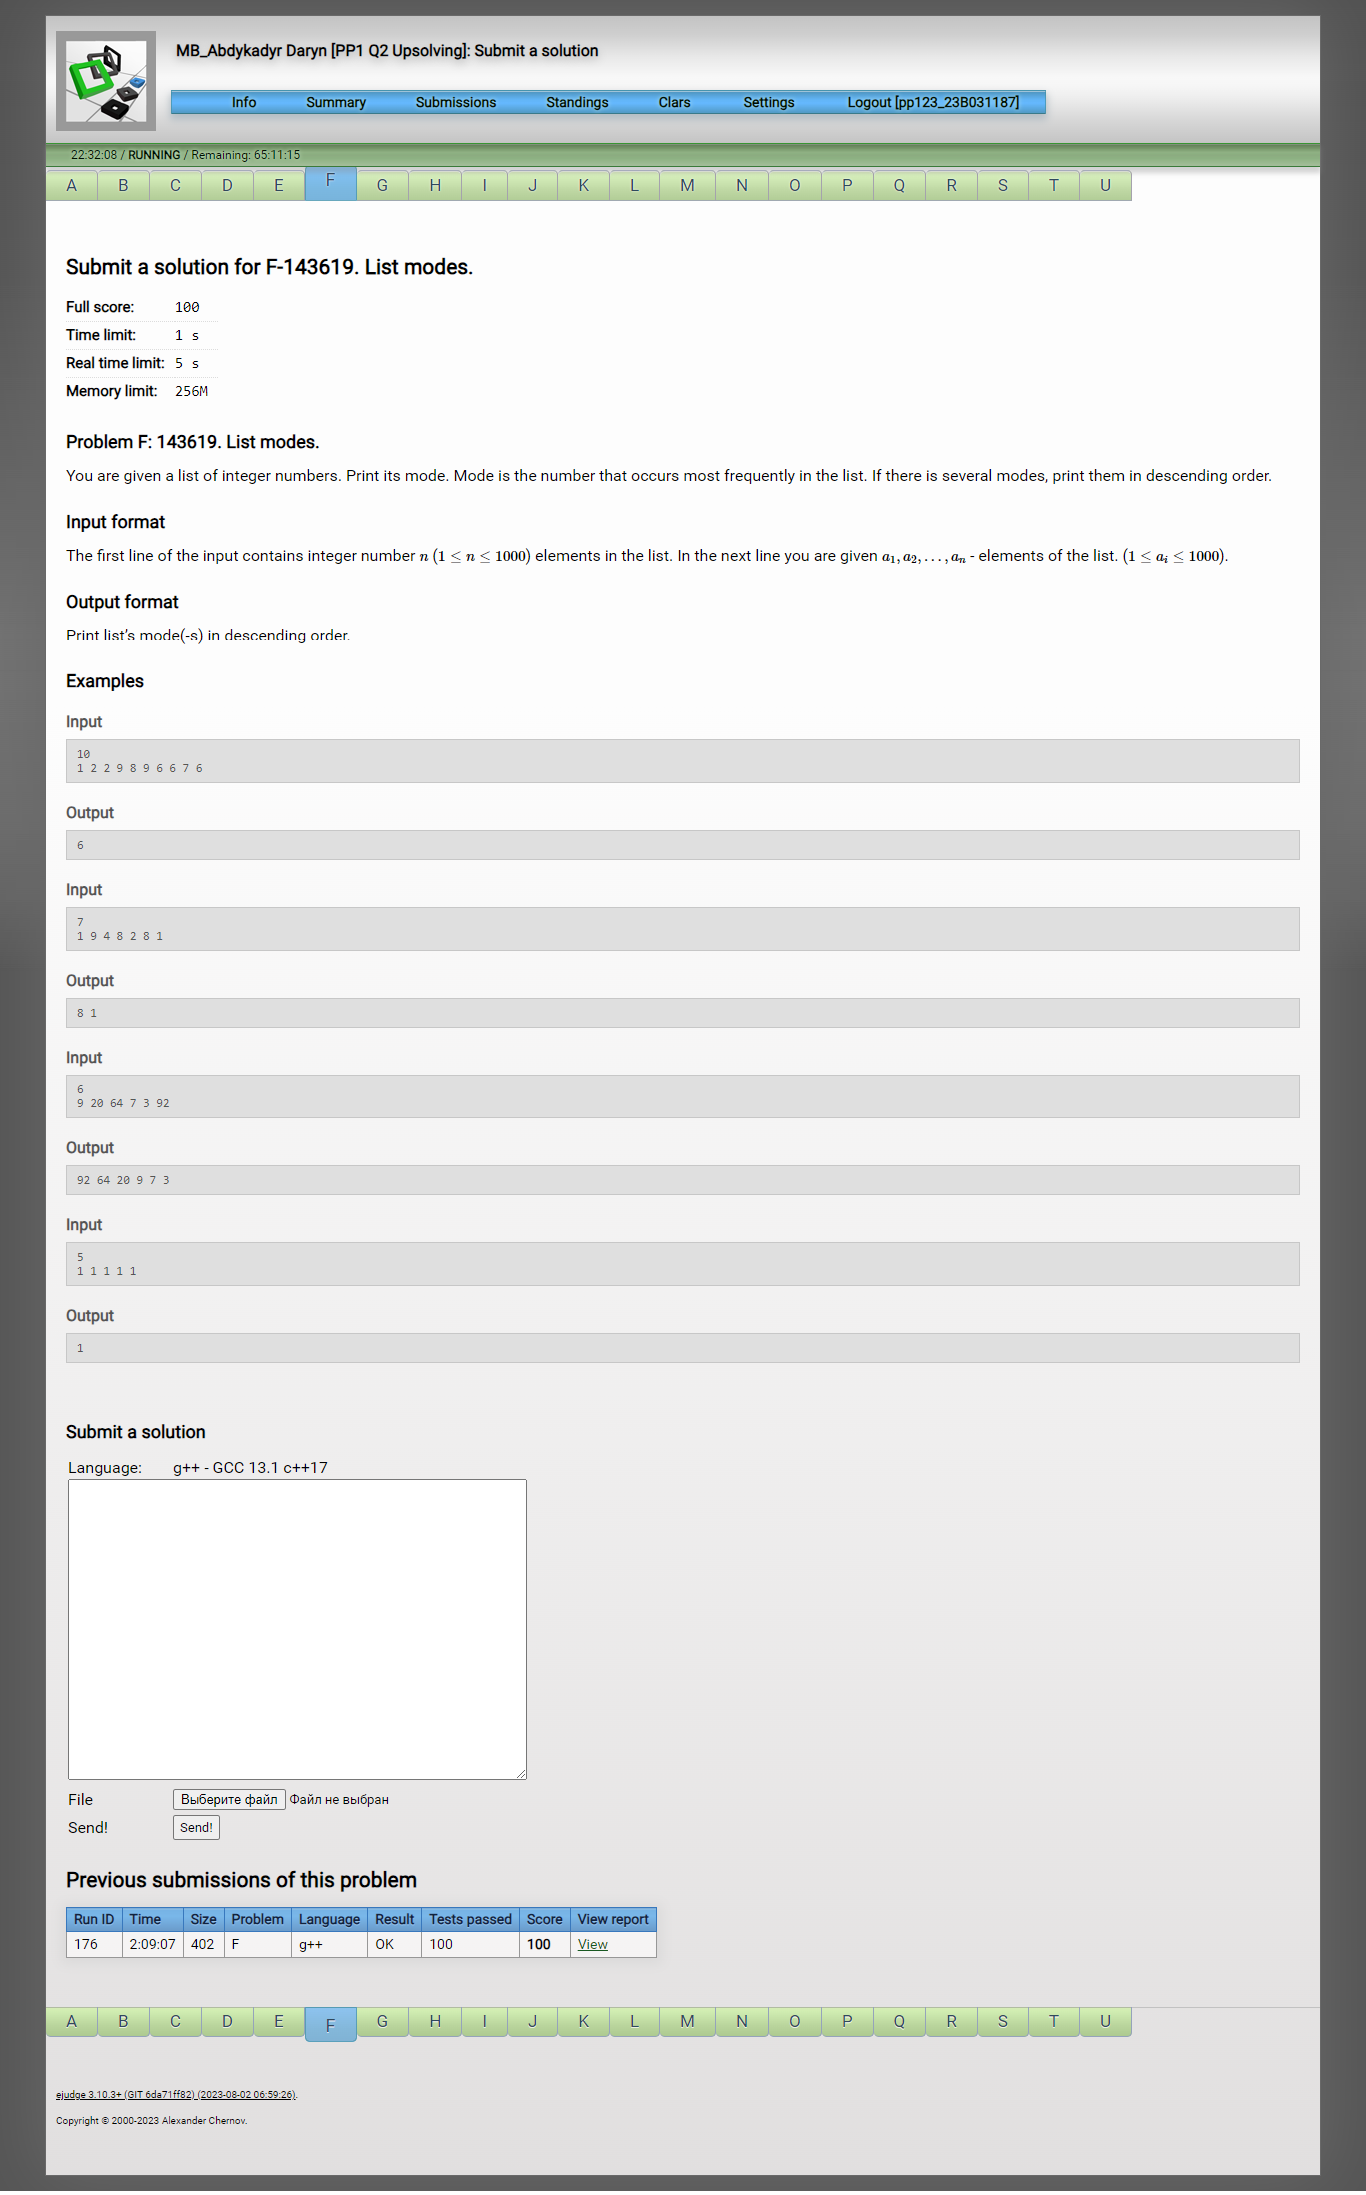 MB_Abdykadyr Daryn [PP1 Q2 Upsolving]: Submit a solution
Info Summary Submissions Standings Clars Settings Logout [pp123_23B031187]
22:32:08 / RUNNING / Remaining: 65:11:15
A B C D E F G H I J K L M N O P Q R S T U
Submit a solution for F-143619. List modes.
Full score: 100
Time limit: 1 s
Real time limit: 5 s
Memory limit: 256M
Problem F: 143619. List modes.
You are given a list of integer numbers. Print its mode. Mode is the number that occurs most frequently in the list. If there is several modes, print them in descending order.
Input format
The first line of the input contains integer number n (1 ≤ n ≤ 1000) elements in the list. In the next line you are given a₁, a₂, . . . , aₙ - elements of the list. (1 ≤ aᵢ ≤ 1000).
Output format
Print list’s mode(-s) in descending order.
Examples
Input
10
1 2 2 9 8 9 6 6 7 6
Output
6
Input
7
1 9 4 8 2 8 1
Output
8 1
Input
6
9 20 64 7 3 92
Output
92 64 20 9 7 3
Input
5
1 1 1 1 1
Output
1
Submit a solution
Language: g++ - GCC 13.1 c++17
File Выберите файл Файл не выбран
Send! Send!
Previous submissions of this problem
Run ID Time Size Problem Language Result Tests passed Score View report
176 2:09:07 402 F g++ OK 100 100 View
A B C D E F G H I J K L M N O P Q R S T U
ejudge 3.10.3+ (GIT 6da71ff82) (2023-08-02 06:59:26).
Copyright © 2000-2023 Alexander Chernov.